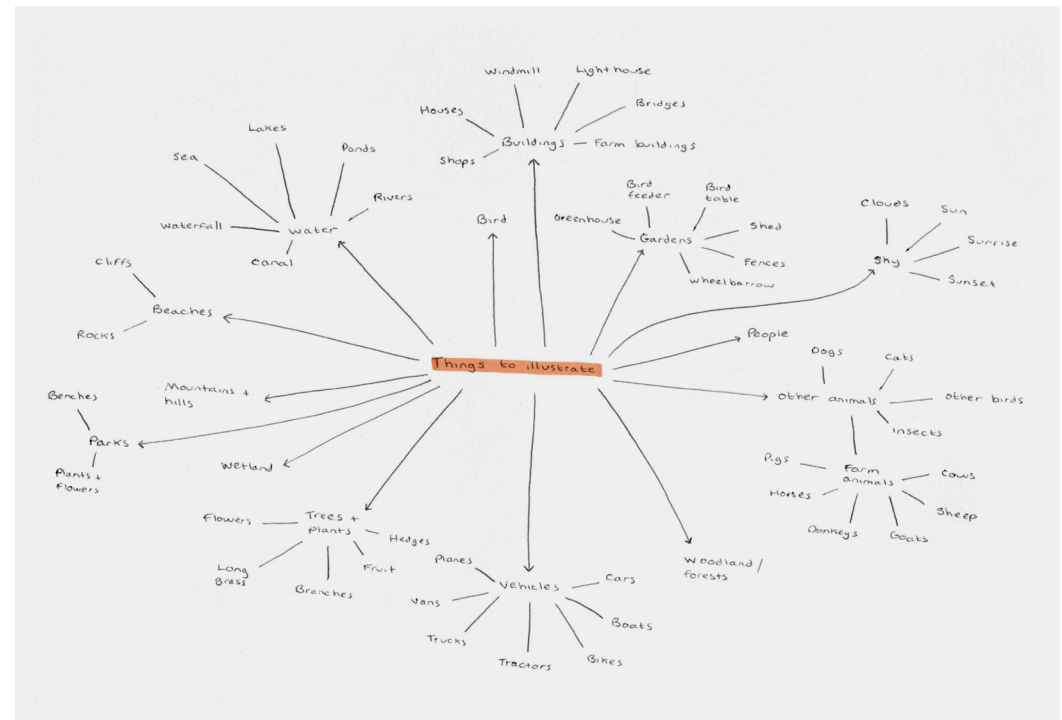 Things to illustrate
Buildings
Windmill
Lighthouse
Bridges
Farm buildings
Houses
Shops
Bird
Gardens
Greenhouse
Bird
feeder
Bird
table
Shed
Fences
Wheelbarrow
Sky
Clouds
Sun
Sunrise
Sunset
People
Other animals
Dogs
Cats
Other birds
Insects
Farm
animals
Pigs
Horses
Donkeys
Goats
Sheep
Cows
Woodland/
forests
Vehicles
Planes
Vans
Trucks
Tractors
Bikes
Boats
Cars
Trees +
plants
Flowers
Long
Grass
Branches
Fruit
Hedges
Wetland
Parks
Benches
Plants +
Flowers
Mountains +
hills
Beaches
Cliffs
Rocks
Water
Waterfall
Sea
Lakes
Ponds
Rivers
Canal